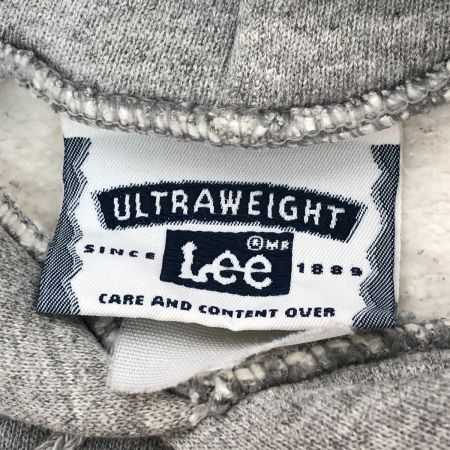 ULTRAWEIGHT
® MR
SINCE Lee 1889
CARE AND CONTENT OVER